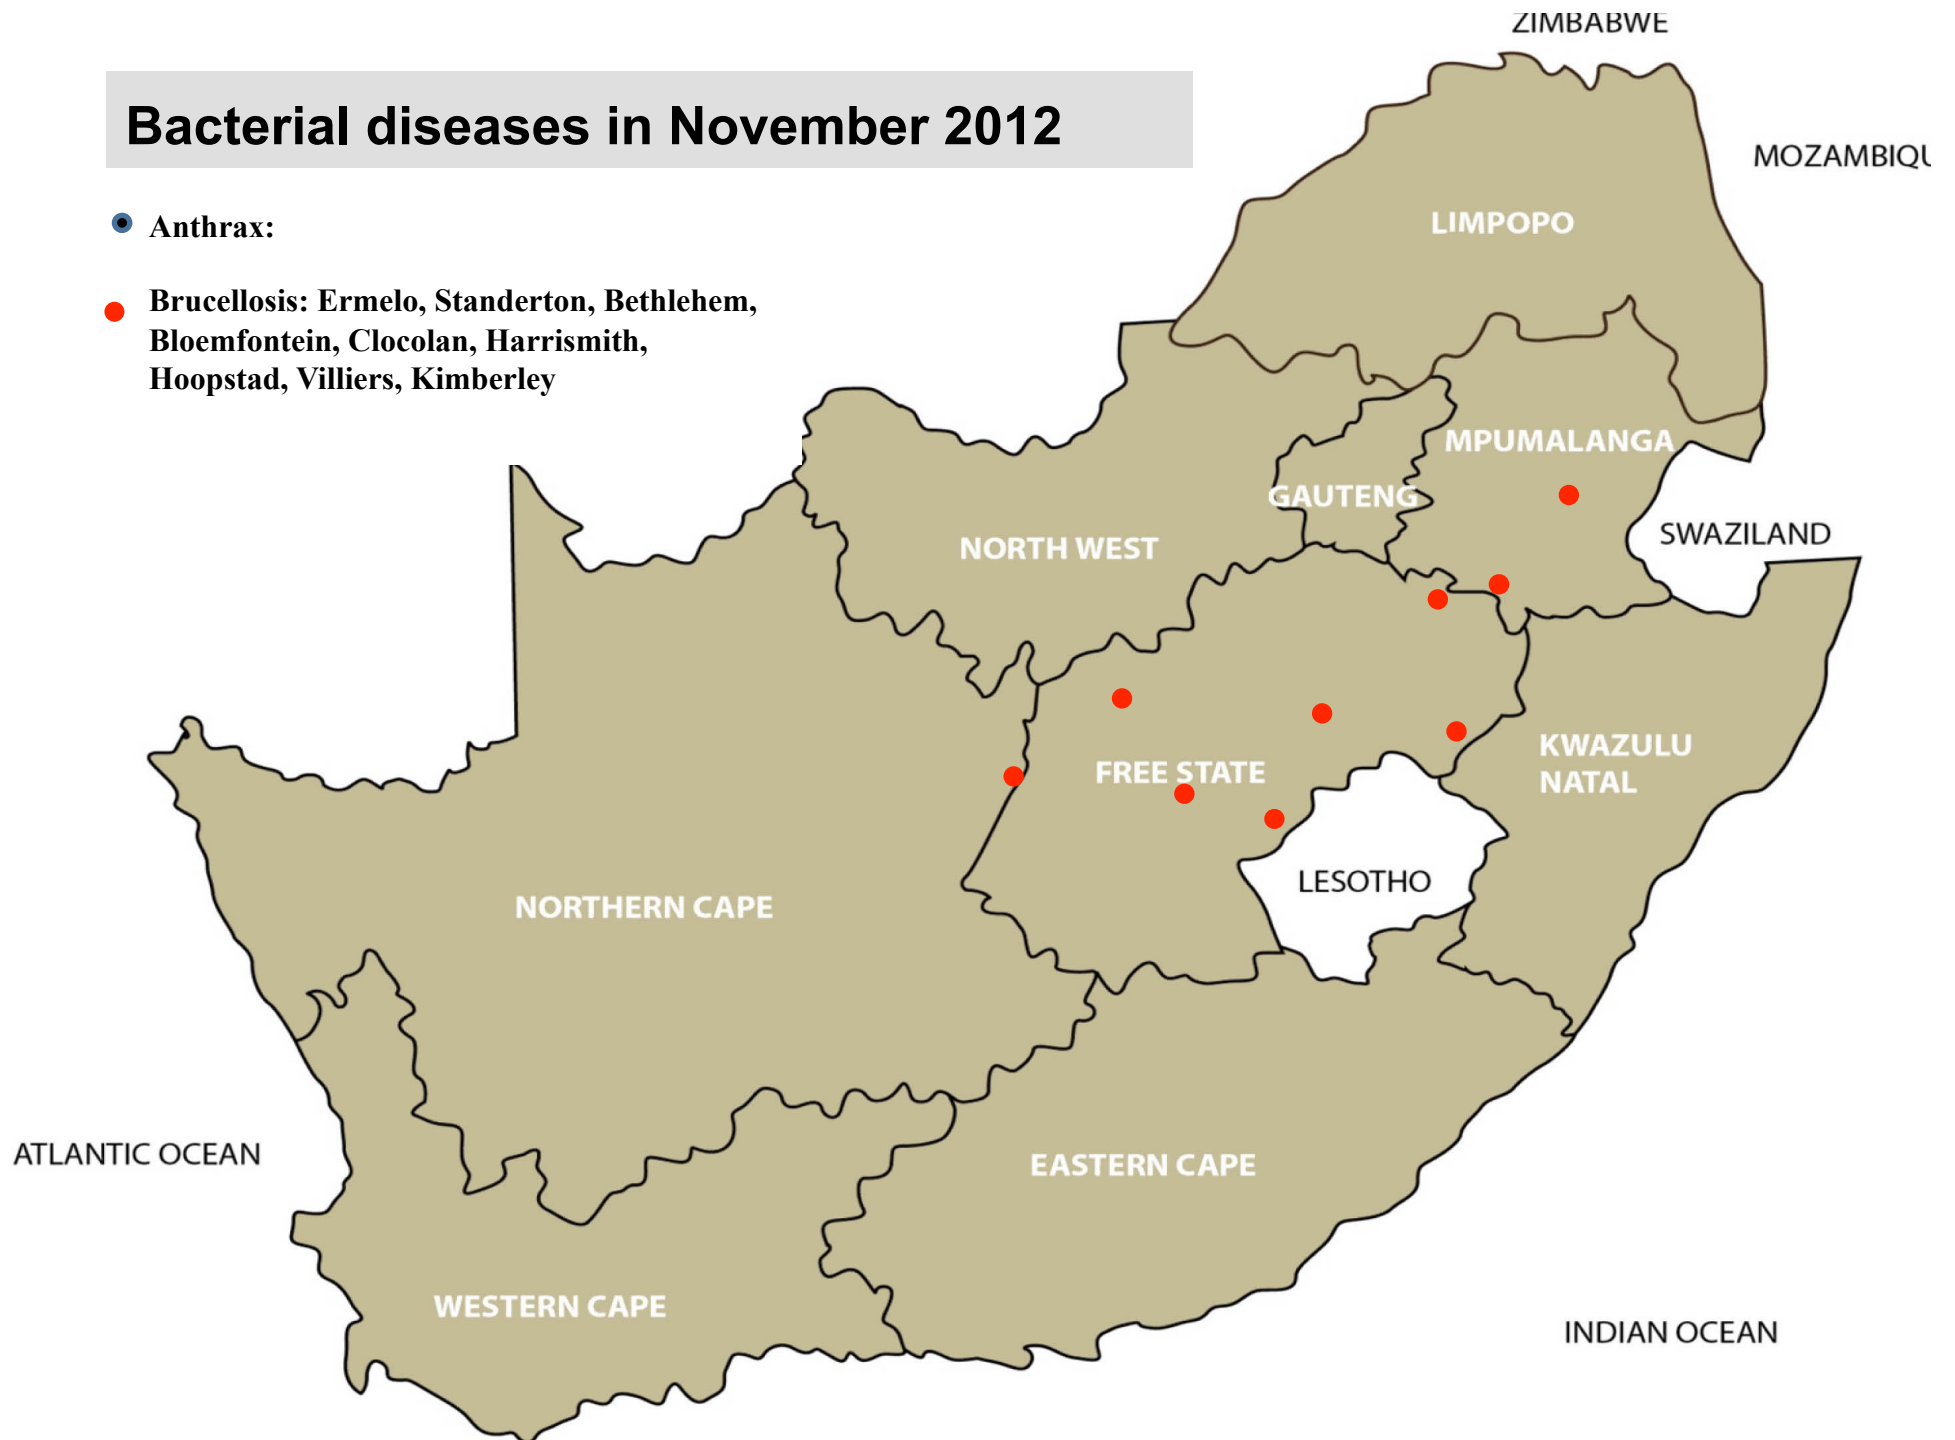 ZIMBABWE
Bacterial diseases in November 2012
MOZAMBIQU
Anthrax:
LIMPOPO
Brucellosis: Ermelo, Standerton, Bethlehem,
Bloemfontein, Clocolan, Harrismith,
Hoopstad, Villiers, Kimberley
MPUMALANGA
GAUTENG
SWAZILAND
NORTH WEST
KWAZULU
NATAL
FREE STATE
LESOTHO
NORTHERN CAPE
ATLANTIC OCEAN
EASTERN CAPE
WESTERN CAPE
INDIAN OCEAN